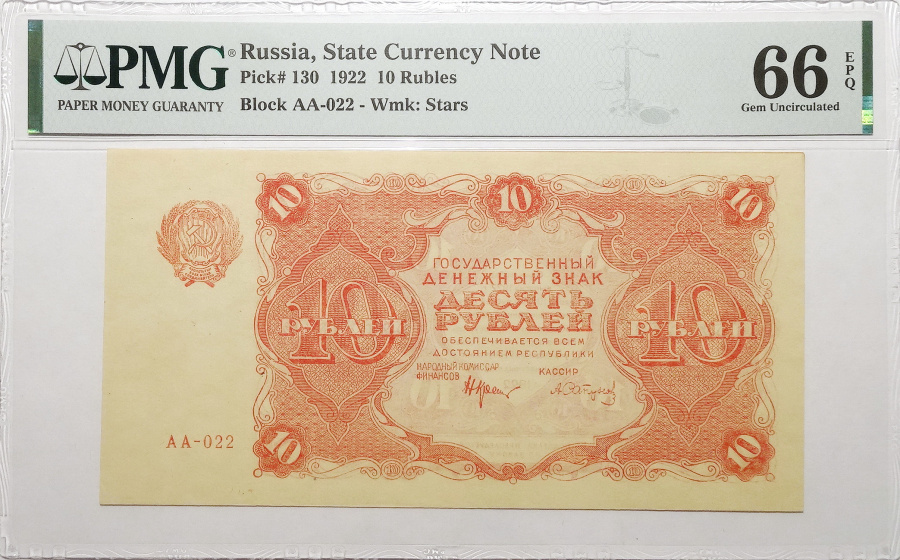 PMG®
PAPER MONEY GUARANTY
Russia, State Currency Note
Pick# 130 1922 10 Rubles
Block AA-022 - Wmk: Stars
66
EPQ
Gem Uncirculated
10
10
10
ГОСУДАРСТВЕННЫЙ
ДЕНЕЖНЫЙ ЗНАК
ДЕСЯТЬ
РУБЛЕЙ
10
РУБЛЕЙ
10
РУБЛЕЙ
ОБЕСПЕЧИВАЕТСЯ ВСЕМ
ДОСТОЯНИЕМ РЕСПУБЛИКИ
НАРОДНЫЙ КОМИССАР
ФИНАНСОВ
КАССИР
АА-022
10
10